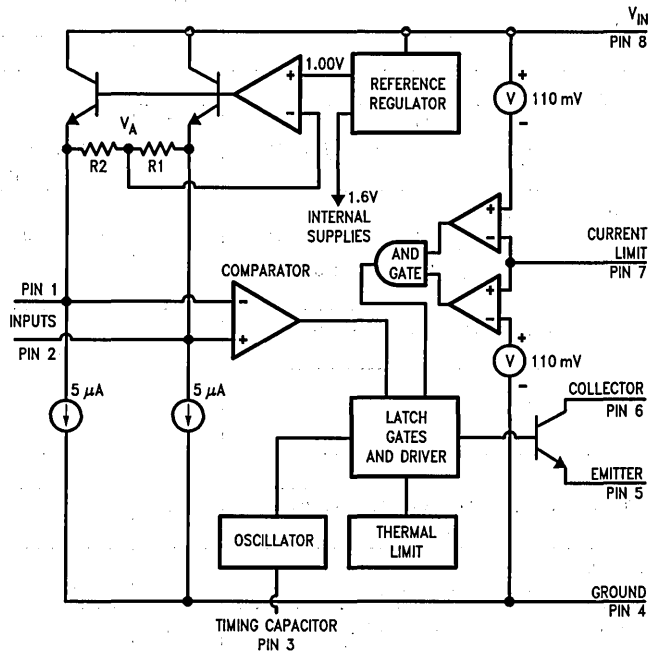 VIN
PIN 8
1.00V
+
-
REFERENCE
REGULATOR
+
V
110 mV
-
VA
R2
R1
1.6V
INTERNAL
SUPPLIES
+
-
CURRENT
LIMIT
PIN 7
AND
GATE
COMPARATOR
+
-
PIN 1
INPUTS
PIN 2
-
+
+
V
110 mV
-
5 μA
5 μA
COLLECTOR
PIN 6
LATCH
GATES
AND DRIVER
EMITTER
PIN 5
OSCILLATOR
THERMAL
LIMIT
GROUND
PIN 4
TIMING CAPACITOR
PIN 3